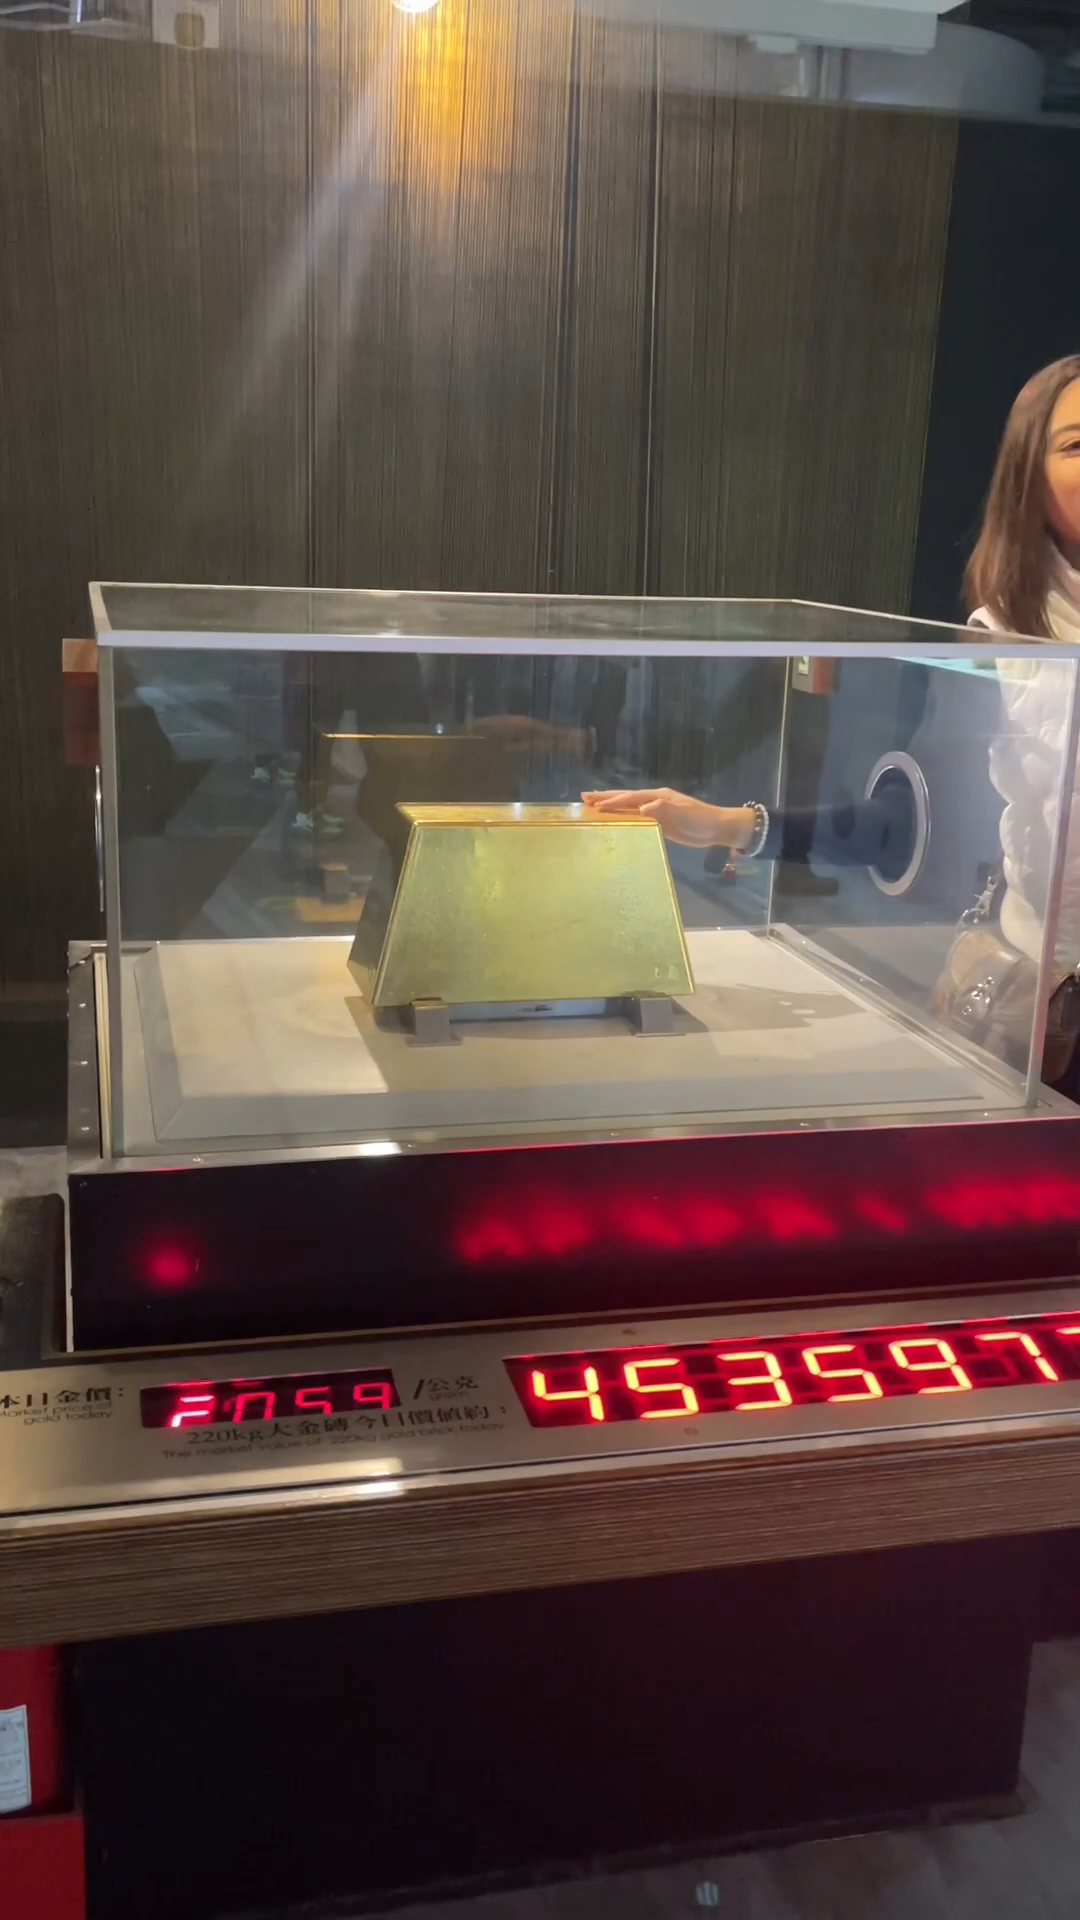 本日金價：
Market price of
gold today
2059
/公克
gram
220kg大金磚今日價值約：
The market value of 220kg gold brick today
453597